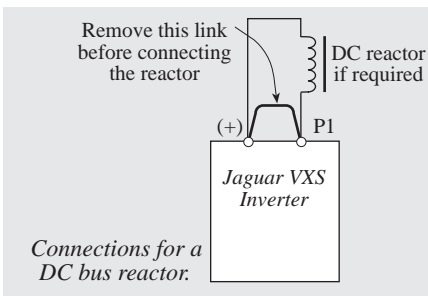 Remove this link
before connecting
the reactor
DC reactor
if required
(+)
P1
Jaguar VXS
Inverter
Connections for a
DC bus reactor.